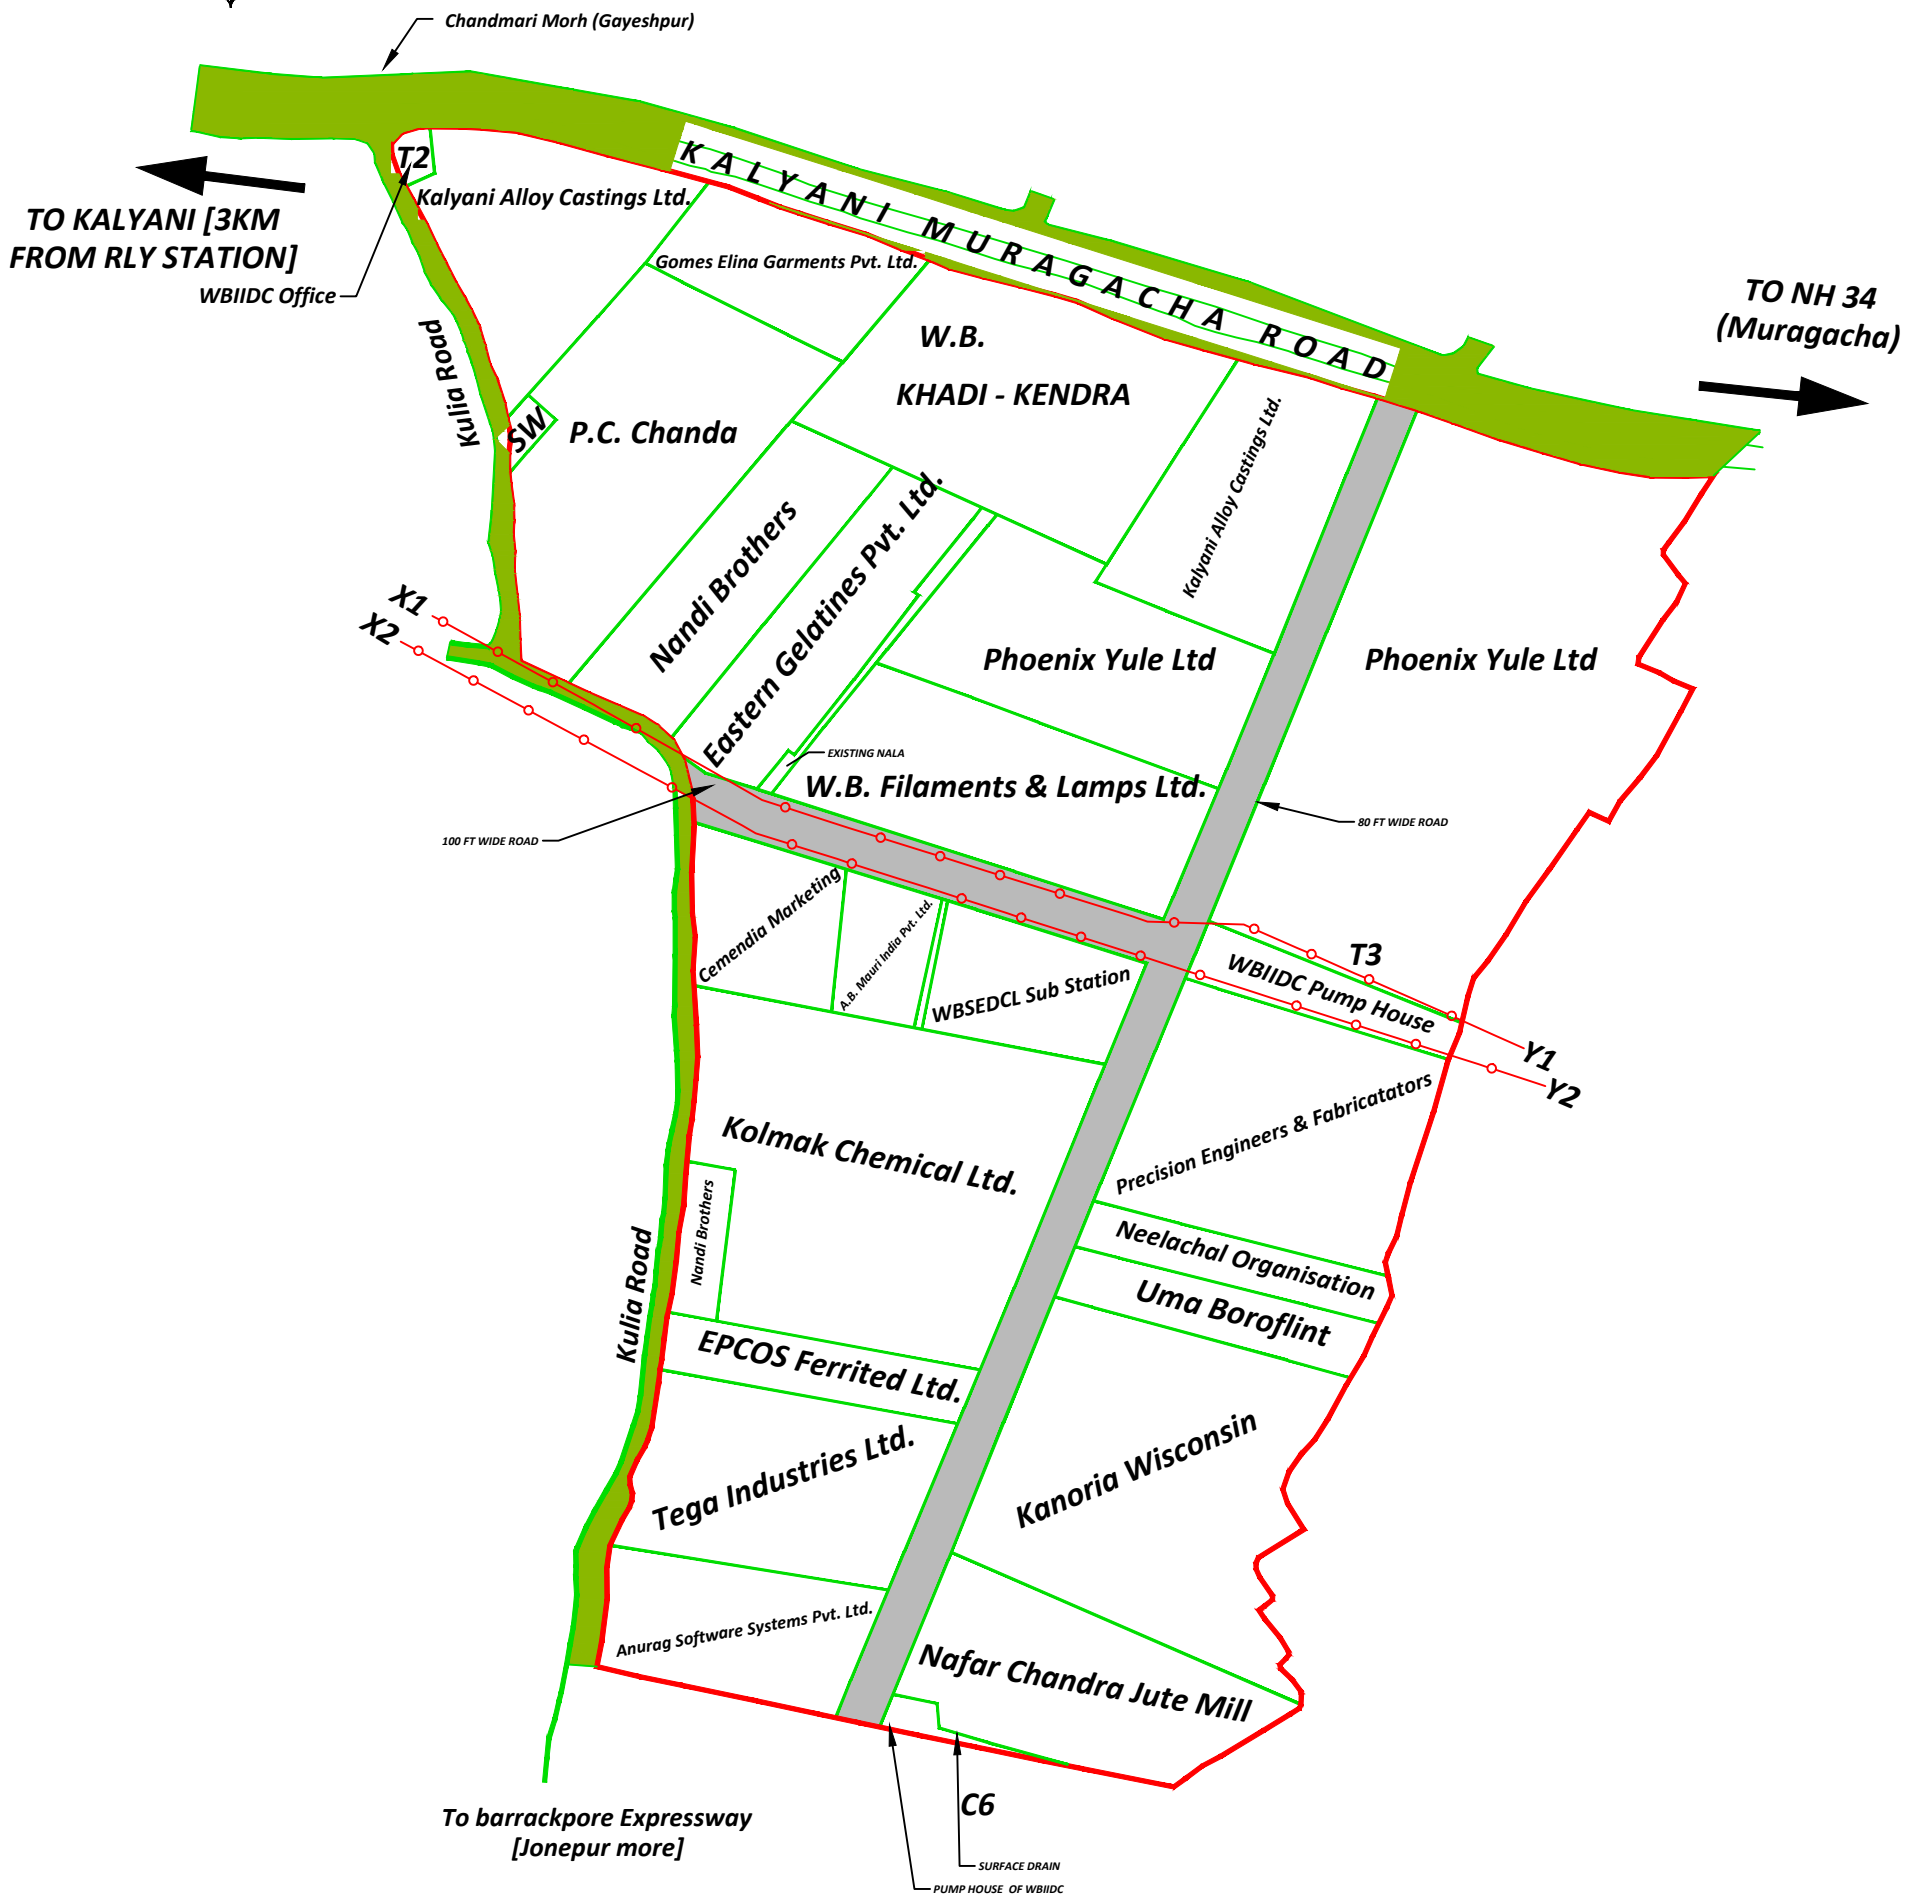 Chandmari Morh (Gayeshpur)
T2
Kalyani Alloy Castings Ltd.
KALYANI MURAGACHA ROAD
TO KALYANI [3KM
FROM RLY STATION]
WBIIDC Office
Gomes Elina Garments Pvt. Ltd.
TO NH 34
(Muragacha)
Kulia Road
W.B.
KHADI - KENDRA
SW
P.C. Chanda
Kalyani Alloy Castings Ltd.
Nandi Brothers
Eastern Gelatines Pvt. Ltd.
X1
X2
Phoenix Yule Ltd
Phoenix Yule Ltd
EXISTING NALA
W.B. Filaments & Lamps Ltd.
100 FT WIDE ROAD
80 FT WIDE ROAD
Cemendia Marketing
A.B. Mauri India Pvt. Ltd.
WBSEDCL Sub Station
T3
WBIIDC Pump House
Y1
Y2
Precision Engineers & Fabricatators
Kolmak Chemical Ltd.
Nandi Brothers
Neelachal Organisation
Uma Boroflint
Kulia Road
EPCOS Ferrited Ltd.
Tega Industries Ltd.
Kanoria Wisconsin
Anurag Software Systems Pvt. Ltd.
Nafar Chandra Jute Mill
C6
To barrackpore Expressway
[Jonepur more]
SURFACE DRAIN
PUMP HOUSE OF WBIIDC